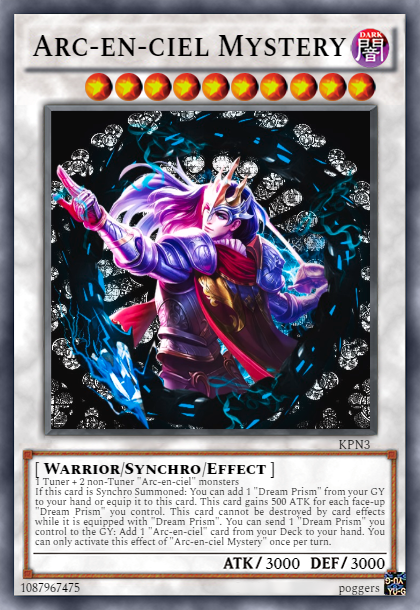 ARC-EN-CIEL MYSTERY
DARK
闇
KPN3
[ WARRIOR/SYNCHRO/EFFECT ]
1 Tuner + 2 non-Tuner "Arc-en-ciel" monsters
If this card is Synchro Summoned: You can add 1 "Dream Prism" from your GY
to your hand or equip it to this card. This card gains 500 ATK for each face-up
"Dream Prism" you control. This card cannot be destroyed by card effects
while it is equipped with "Dream Prism". You can send 1 "Dream Prism" you
control to the GY: Add 1 "Arc-en-ciel" card from your Deck to your hand. You
can only activate this effect of "Arc-en-ciel Mystery" once per turn.
ATK / 3000 DEF / 3000
1087967475
poggers